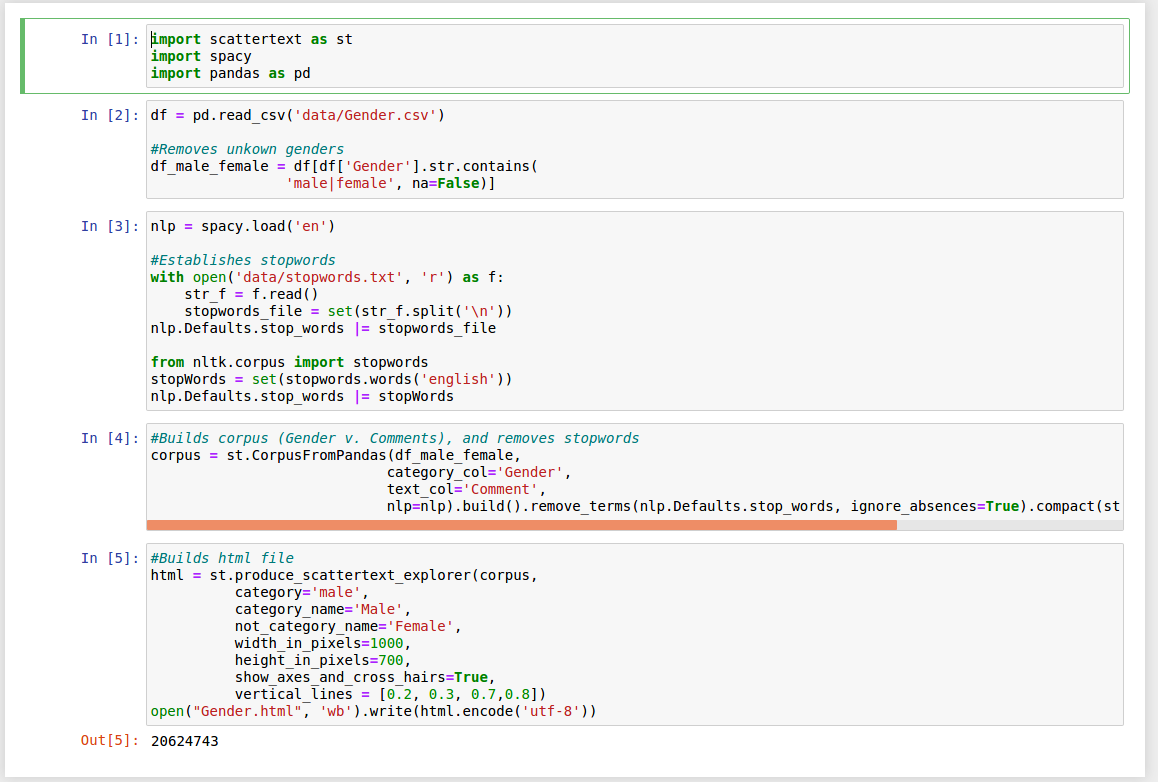 In [1]: import scattertext as st
import spacy
import pandas as pd
In [2]: df = pd.read_csv('data/Gender.csv')
#Removes unkown genders
df_male_female = df[df['Gender'].str.contains(
'male|female', na=False)]
In [3]: nlp = spacy.load('en')
#Establishes stopwords
with open('data/stopwords.txt', 'r') as f:
str_f = f.read()
stopwords_file = set(str_f.split('\n'))
nlp.Defaults.stop_words |= stopwords_file
from nltk.corpus import stopwords
stopWords = set(stopwords.words('english'))
nlp.Defaults.stop_words |= stopWords
In [4]: #Builds corpus (Gender v. Comments), and removes stopwords
corpus = st.CorpusFromPandas(df_male_female,
category_col='Gender',
text_col='Comment',
nlp=nlp).build().remove_terms(nlp.Defaults.stop_words, ignore_absences=True).compact(st
In [5]: #Builds html file
html = st.produce_scattertext_explorer(corpus,
category='male',
category_name='Male',
not_category_name='Female',
width_in_pixels=1000,
height_in_pixels=700,
show_axes_and_cross_hairs=True,
vertical_lines = [0.2, 0.3, 0.7,0.8])
open("Gender.html", 'wb').write(html.encode('utf-8'))
Out[5]: 20624743